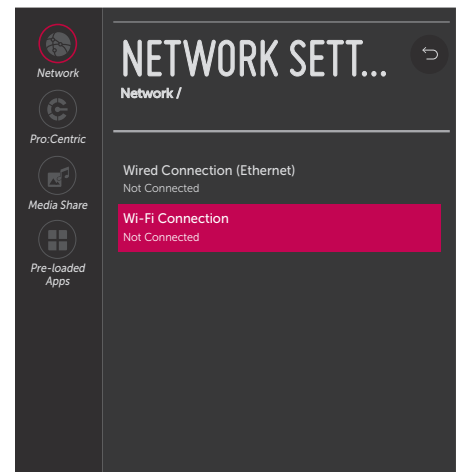 Network
Pro:Centric
Media Share
Pre-loaded
Apps
NETWORK SETT...
Network /
Wired Connection (Ethernet)
Not Connected
Wi-Fi Connection
Not Connected